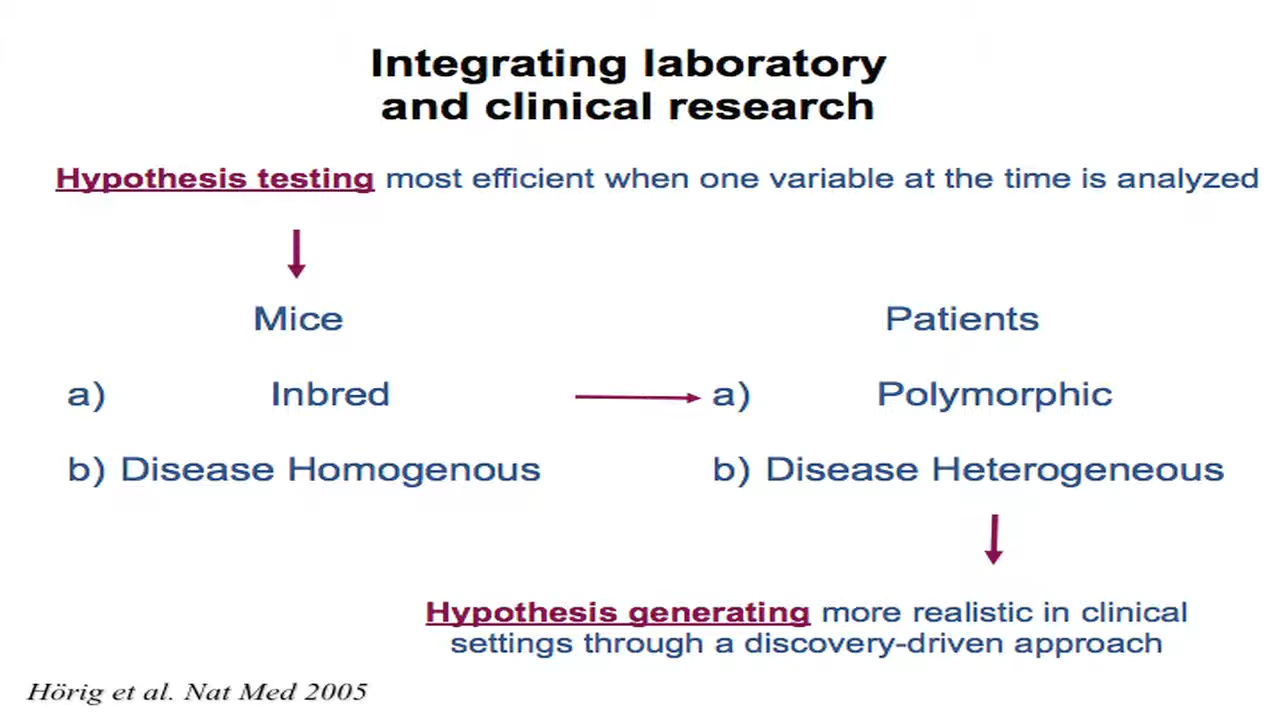 Integrating laboratory
and clinical research
Hypothesis testing most efficient when one variable at the time is analyzed
Mice
Patients
a) Inbred
a) Polymorphic
b) Disease Homogenous
b) Disease Heterogeneous
Hypothesis generating more realistic in clinical
settings through a discovery-driven approach
Hörig et al. Nat Med 2005